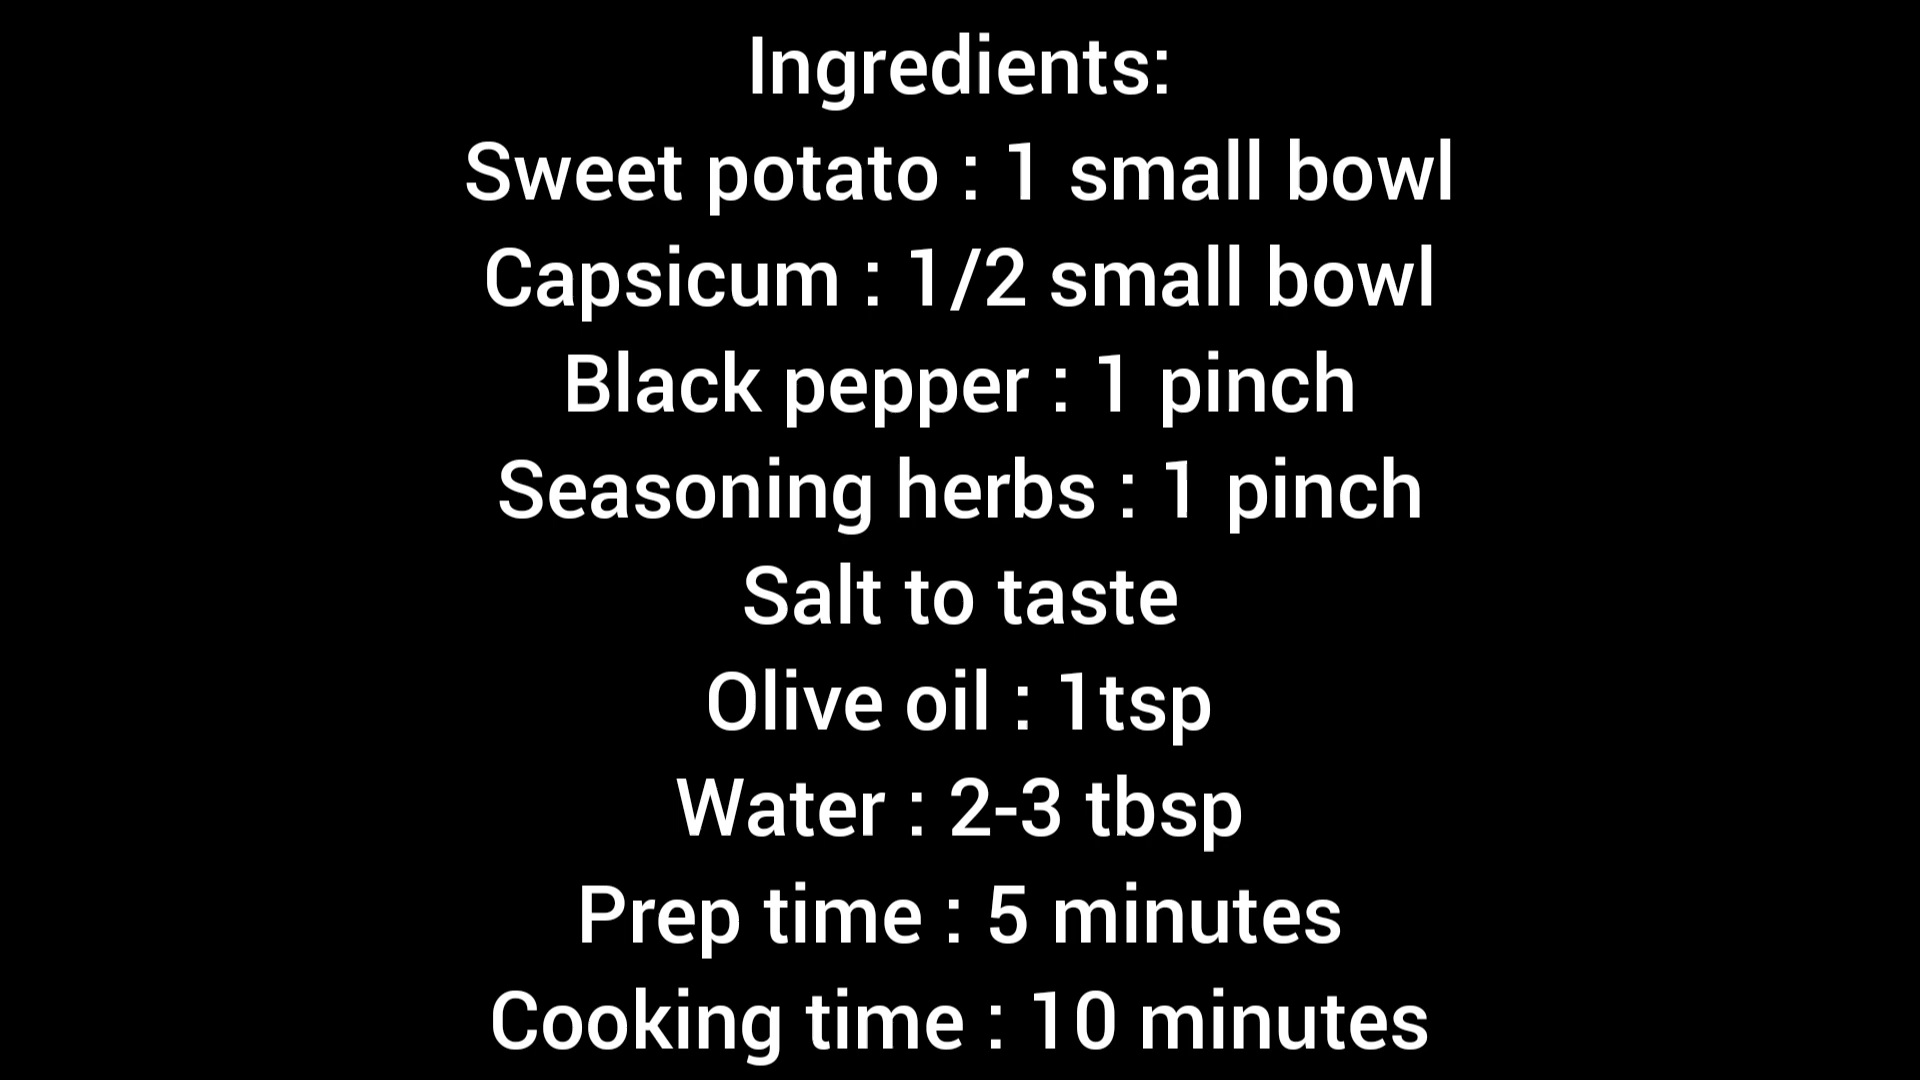 Ingredients:
Sweet potato : 1 small bowl
Capsicum : 1/2 small bowl
Black pepper : 1 pinch
Seasoning herbs : 1 pinch
Salt to taste
Olive oil : 1tsp
Water : 2-3 tbsp
Prep time : 5 minutes
Cooking time : 10 minutes